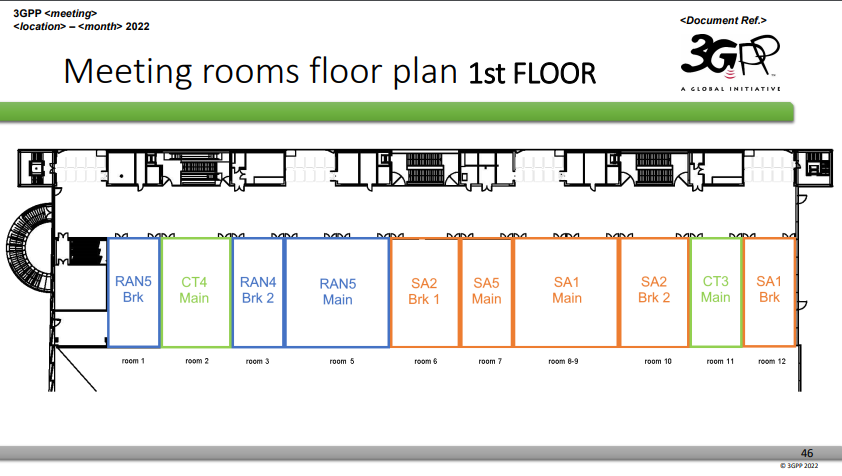 3GPP <meeting>
<location> – <month> 2022
<Document Ref.>
Meeting rooms floor plan 1st FLOOR
3GPP
TM
A GLOBAL INITIATIVE
RAN5 Brk
CT4 Main
RAN4 Brk 2
RAN5 Main
SA2 Brk 1
SA5 Main
SA1 Main
SA2 Brk 2
CT3 Main
SA1 Brk
room 1
room 2
room 3
room 5
room 6
room 7
room 8-9
room 10
room 11
room 12
46
© 3GPP 2022